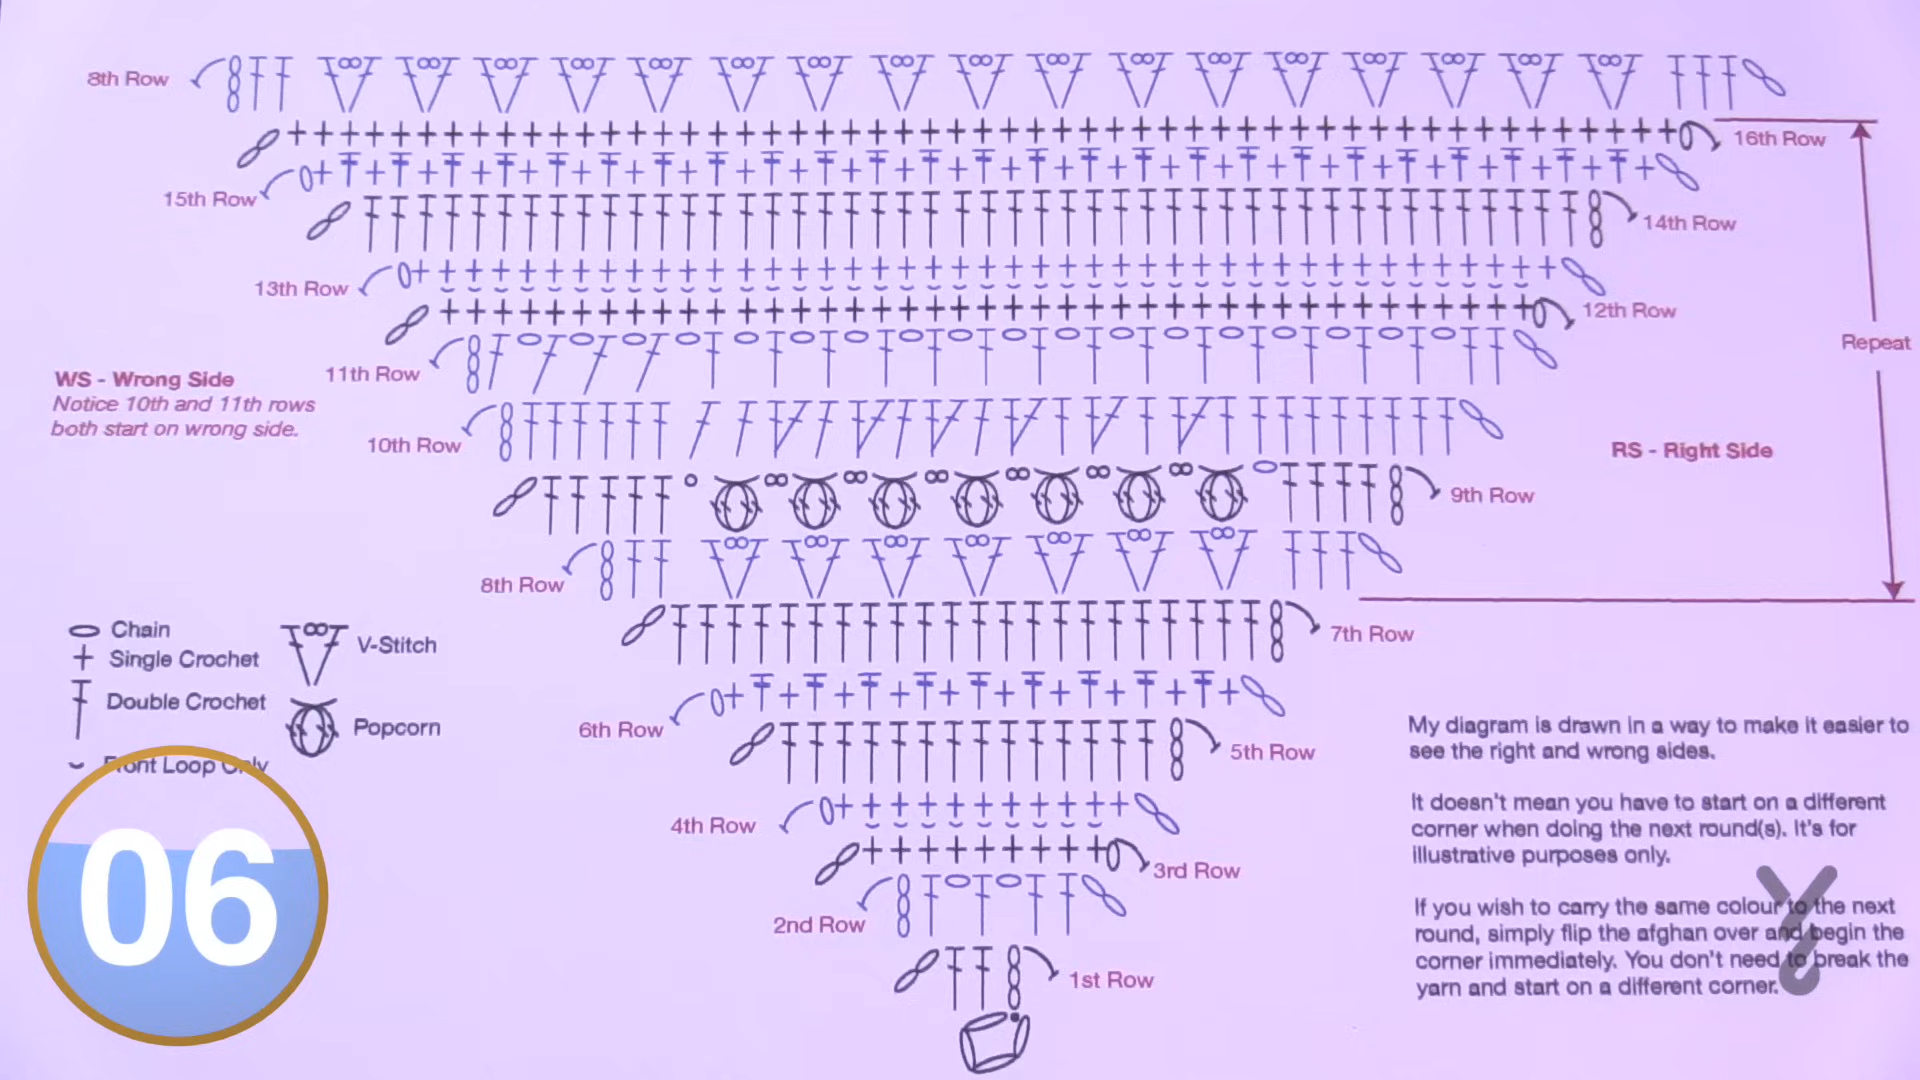 8th Row
16th Row
15th Row
14th Row
13th Row
12th Row
Repeat
WS - Wrong Side
Notice 10th and 11th rows
both start on wrong side.
11th Row
10th Row
RS - Right Side
9th Row
8th Row
7th Row
Chain
Single Crochet
Double Crochet
Front Loop Only
V-Stitch
Popcorn
6th Row
5th Row
4th Row
3rd Row
2nd Row
1st Row
My diagram is drawn in a way to make it easier to
see the right and wrong sides.
It doesn't mean you have to start on a different
corner when doing the next round(s). It's for
illustrative purposes only.
If you wish to carry the same colour to the next
round, simply flip the afghan over and begin the
corner immediately. You don't need to break the
yarn and start on a different corner.
06